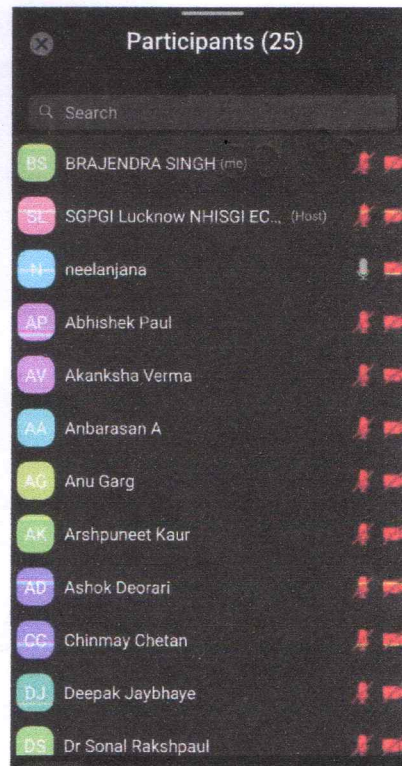 Participants (25)
Search
BS BRAJENDRA SINGH (me)
SL SGPGI Lucknow NHISGI EC... (Host)
N neelanjana
AP Abhishek Paul
AV Akanksha Verma
AA Anbarasan A
AG Anu Garg
AK Arshpuneet Kaur
AD Ashok Deorari
CC Chinmay Chetan
DJ Deepak Jaybhaye
DS Dr Sonal Rakshpaul